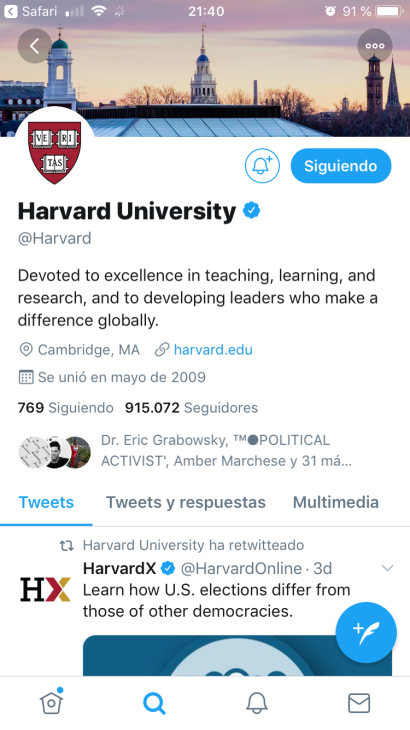 Safari 21:40 91 %
VE RI
TAS
Siguiendo
Harvard University
@Harvard
Devoted to excellence in teaching, learning, and
research, and to developing leaders who make a
difference globally.
Cambridge, MA harvard.edu
Se unió en mayo de 2009
769 Siguiendo 915.072 Seguidores
Dr. Eric Grabowsky, ™●POLITICAL
ACTIVIST', Amber Marchese y 31 má...
Tweets Tweets y respuestas Multimedia
Harvard University ha retwitteado
HarvardX @HarvardOnline · 3d
HX
Learn how U.S. elections differ from
those of other democracies.